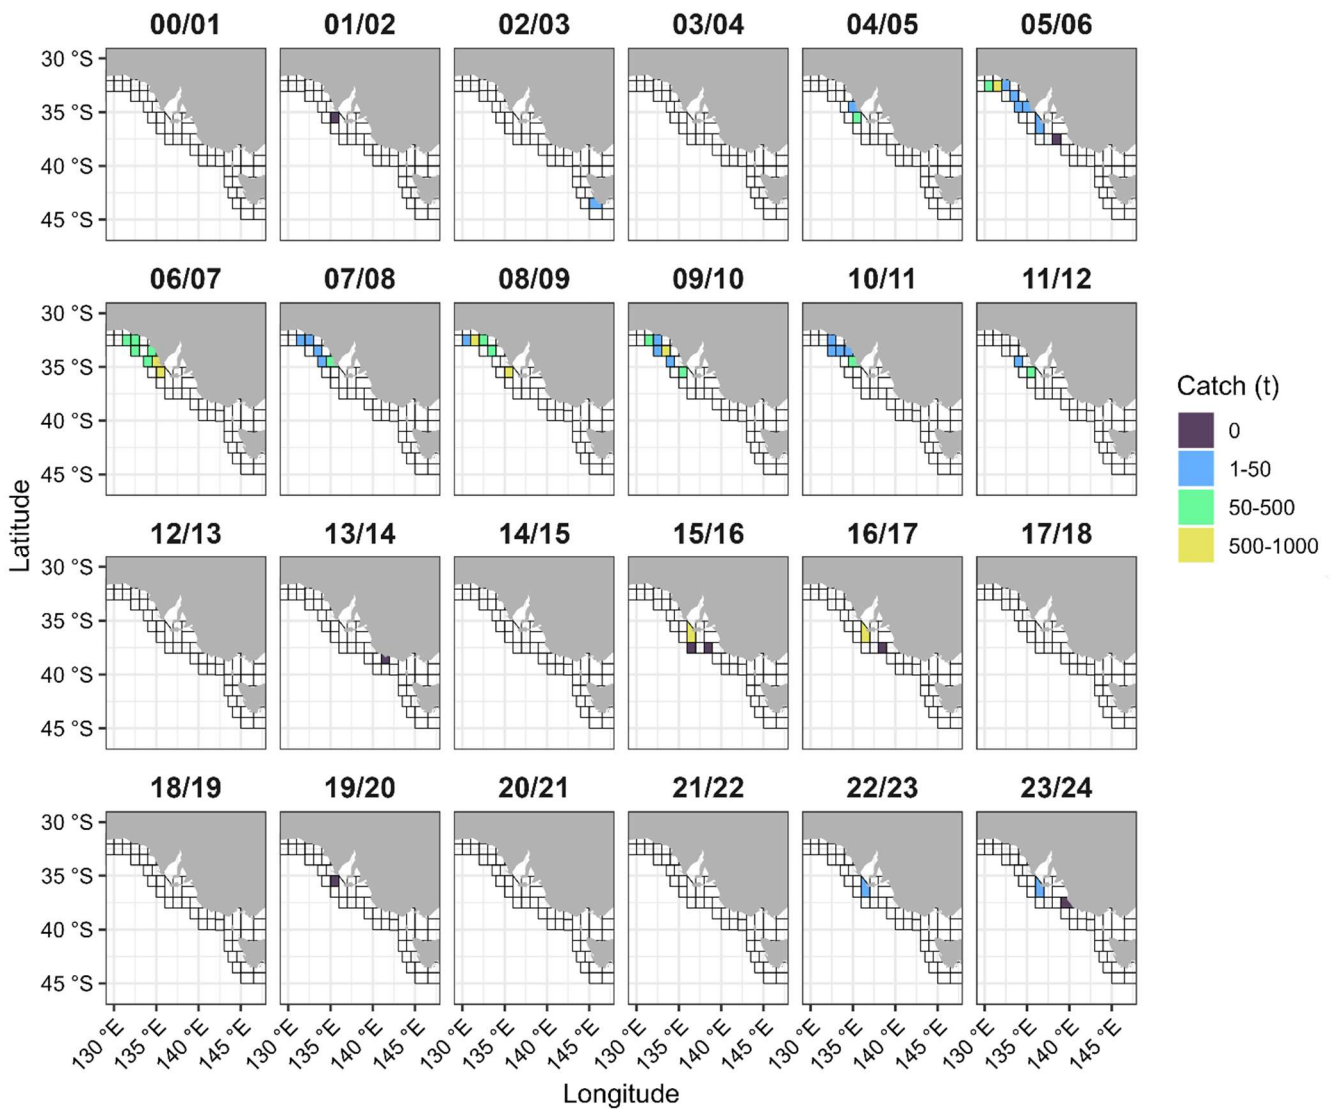 00/01 01/02 02/03 03/04 04/05 05/06
30 °S
35 °S
40 °S
45 °S
06/07 07/08 08/09 09/10 10/11 11/12
30 °S
35 °S
40 °S
45 °S
Latitude
12/13 13/14 14/15 15/16 16/17 17/18
30 °S
35 °S
40 °S
45 °S
18/19 19/20 20/21 21/22 22/23 23/24
30 °S
35 °S
40 °S
45 °S
130 °E 135 °E 140 °E 145 °E 130 °E 135 °E 140 °E 145 °E 130 °E 135 °E 140 °E 145 °E 130 °E 135 °E 140 °E 145 °E 130 °E 135 °E 140 °E 145 °E 130 °E 135 °E 140 °E 145 °E
Longitude
Catch (t)
0
1-50
50-500
500-1000